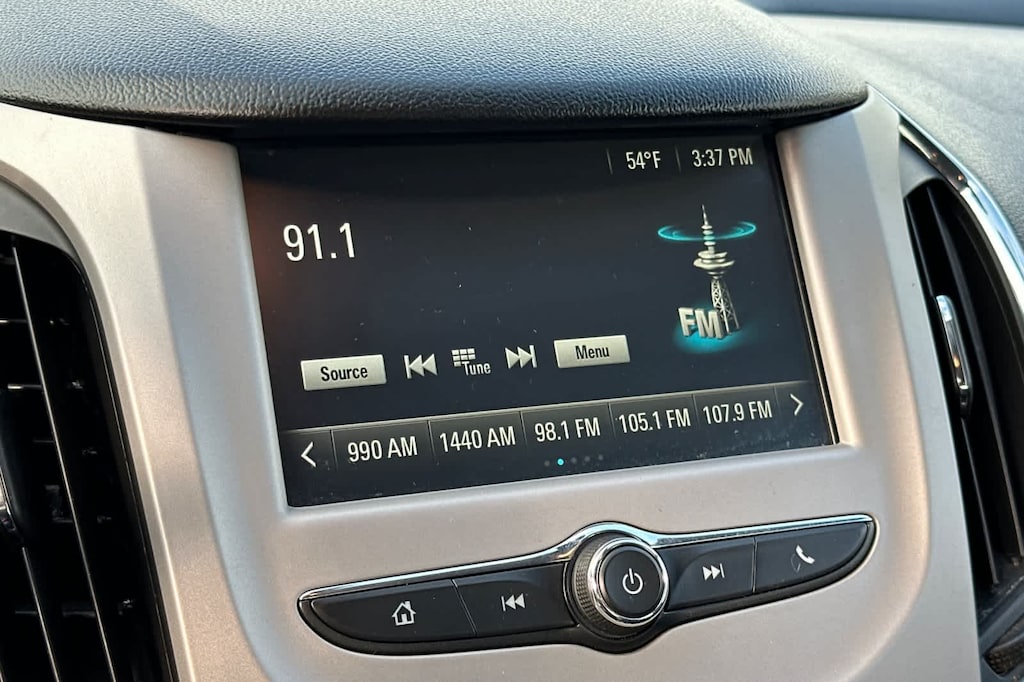 54°F 3:37 PM
91.1
FM
Source Tune Menu
990 AM 1440 AM 98.1 FM 105.1 FM 107.9 FM